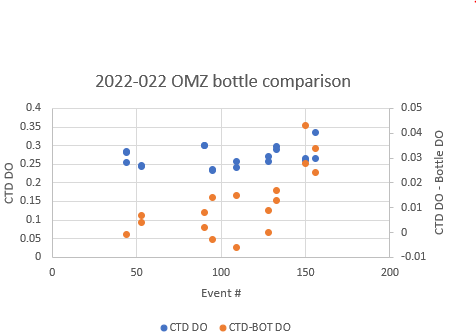 2022-022 OMZ bottle comparison
0.4
0.35
0.3
0.25
0.2
0.15
0.1
0.05
0
CTD DO
0.05
0.04
0.03
0.02
0.01
0
-0.01
CTD DO - Bottle DO
0 50 100 150 200
Event #
CTD DO CTD-BOT DO